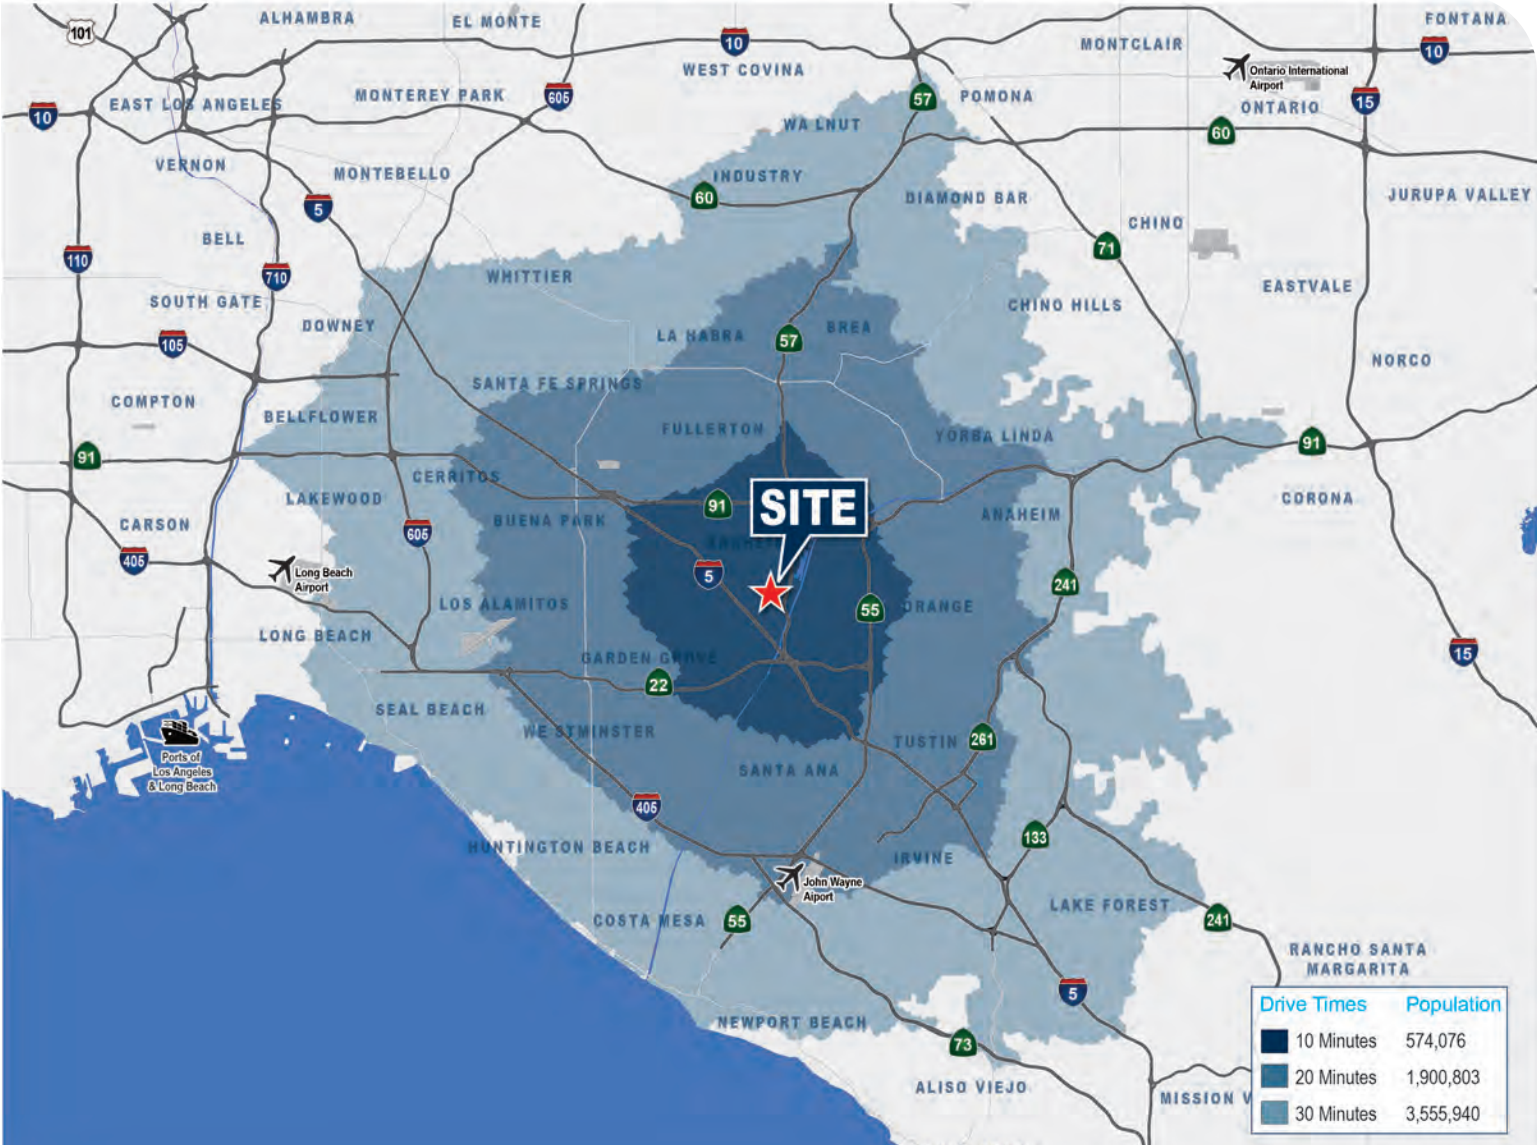 ALHAMBRA
EL MONTE
FONTANA
101
10
10
WEST COVINA
MONTCLAIR
Ontario International
Airport
605
MONTEREY PARK
57
POMONA
15
ONTARIO
EAST LOS ANGELES
10
WALNUT
60
VERNON
MONTEBELLO
INDUSTRY
60
DIAMOND BAR
JURUPA VALLEY
5
CHINO
71
BELL
110
710
WHITTIER
EASTVALE
SOUTH GATE
CHINO HILLS
DOWNEY
LA HABRA
BREA
57
105
NORCO
SANTA FE SPRINGS
COMPTON
BELLFLOWER
FULLERTON
YORBA LINDA
91
91
CERRITOS
LAKEWOOD
CORONA
91
SITE
CARSON
BUENA PARK
ANAHEIM
605
ANAHEIM
405
Long Beach
Airport
5
241
LOS ALAMITOS
55
ORANGE
LONG BEACH
GARDEN GROVE
15
22
SEAL BEACH
WESTMINSTER
TUSTIN
261
Ports of
Los Angeles
& Long Beach
SANTA ANA
405
133
HUNTINGTON BEACH
IRVINE
John Wayne
Aiport
COSTA MESA
55
LAKE FOREST
241
RANCHO SANTA
MARGARITA
5
NEWPORT BEACH
73
ALISO VIEJO
MISSION V
Drive Times Population
10 Minutes 574,076
20 Minutes 1,900,803
30 Minutes 3,555,940